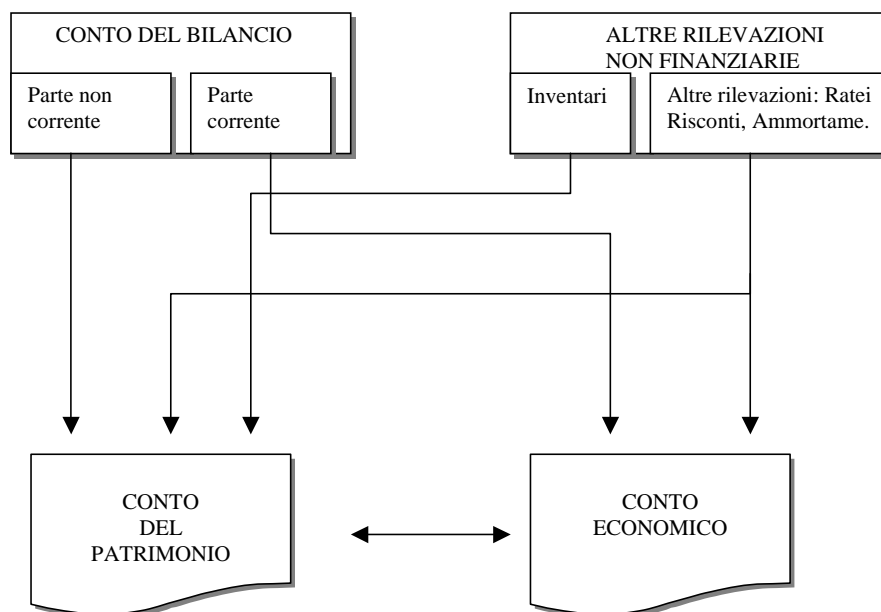 CONTO DEL BILANCIO
Parte non
corrente
Parte
corrente
ALTRE RILEVAZIONI
NON FINANZIARIE
Inventari
Altre rilevazioni: Ratei
Risconti, Ammortame.
CONTO
DEL
PATRIMONIO
CONTO
ECONOMICO